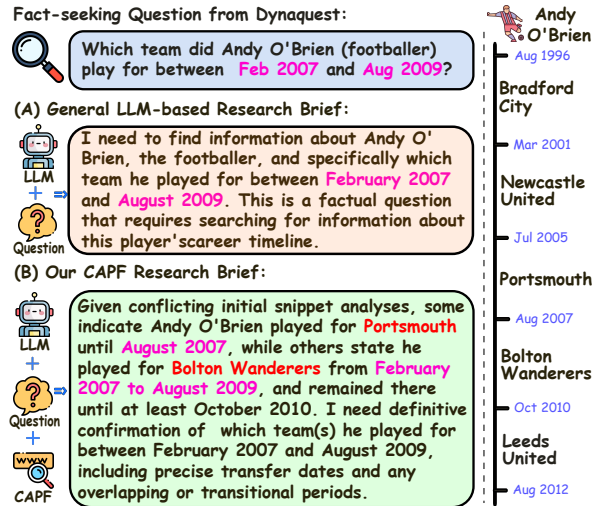 Fact-seeking Question from Dynaquest:
Which team did Andy O'Brien (footballer)
play for between Feb 2007 and Aug 2009?
(A) General LLM-based Research Brief:
LLM
+
Question
I need to find information about Andy O'
Brien, the footballer, and specifically which
team he played for between February 2007
and August 2009. This is a factual question
that requires searching for information about
this player'scareer timeline.
(B) Our CAPF Research Brief:
LLM
+
Question
+
www
CAPF
Given conflicting initial snippet analyses, some
indicate Andy O'Brien played for Portsmouth
until August 2007, while others state he
played for Bolton Wanderers from February
2007 to August 2009, and remained there
until at least October 2010. I need definitive
confirmation of which team(s) he played for
between February 2007 and August 2009,
including precise transfer dates and any
overlapping or transitional periods.
Andy
O'Brien
Aug 1996
Bradford
City
Mar 2001
Newcastle
United
Jul 2005
Portsmouth
Aug 2007
Bolton
Wanderers
Oct 2010
Leeds
United
Aug 2012